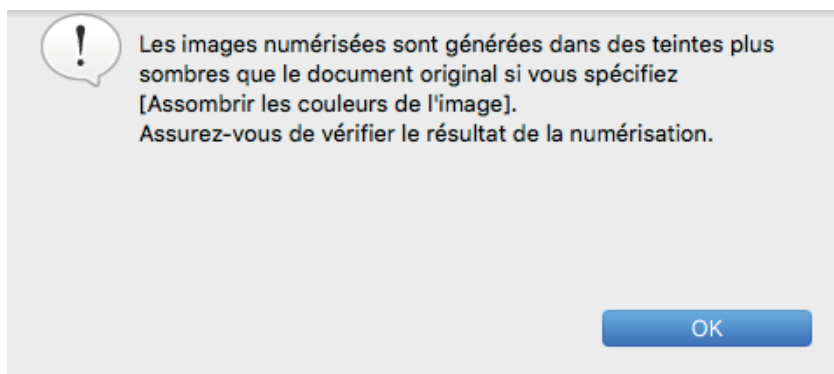 Les images numérisées sont générées dans des teintes plus
sombres que le document original si vous spécifiez
[Assombrir les couleurs de l'image].
Assurez-vous de vérifier le résultat de la numérisation.
OK